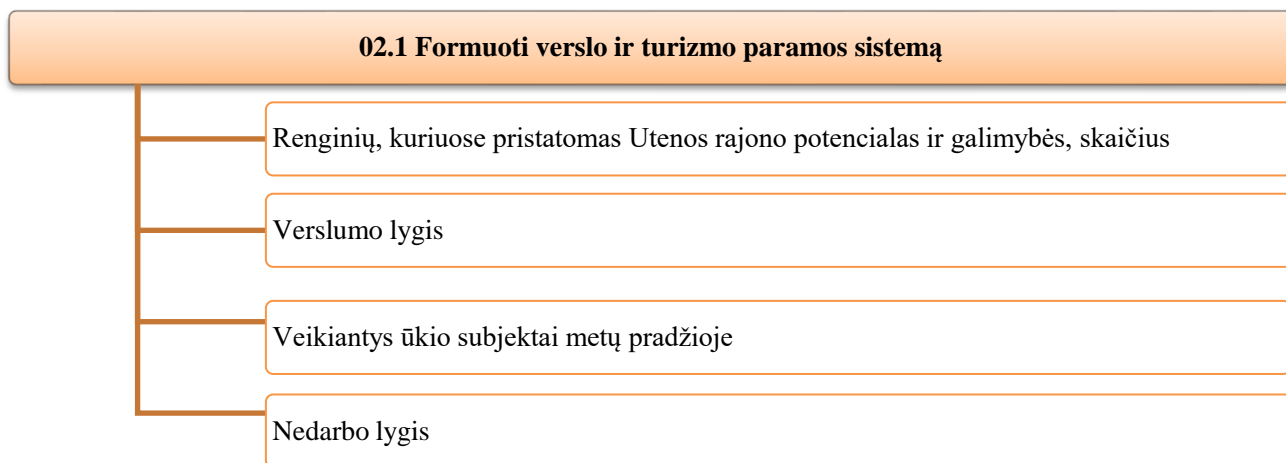 02.1 Formuoti verslo ir turizmo paramos sistemą
Renginių, kuriuose pristatomas Utenos rajono potencialas ir galimybės, skaičius
Verslumo lygis
Veikiantys ūkio subjektai metų pradžioje
Nedarbo lygis